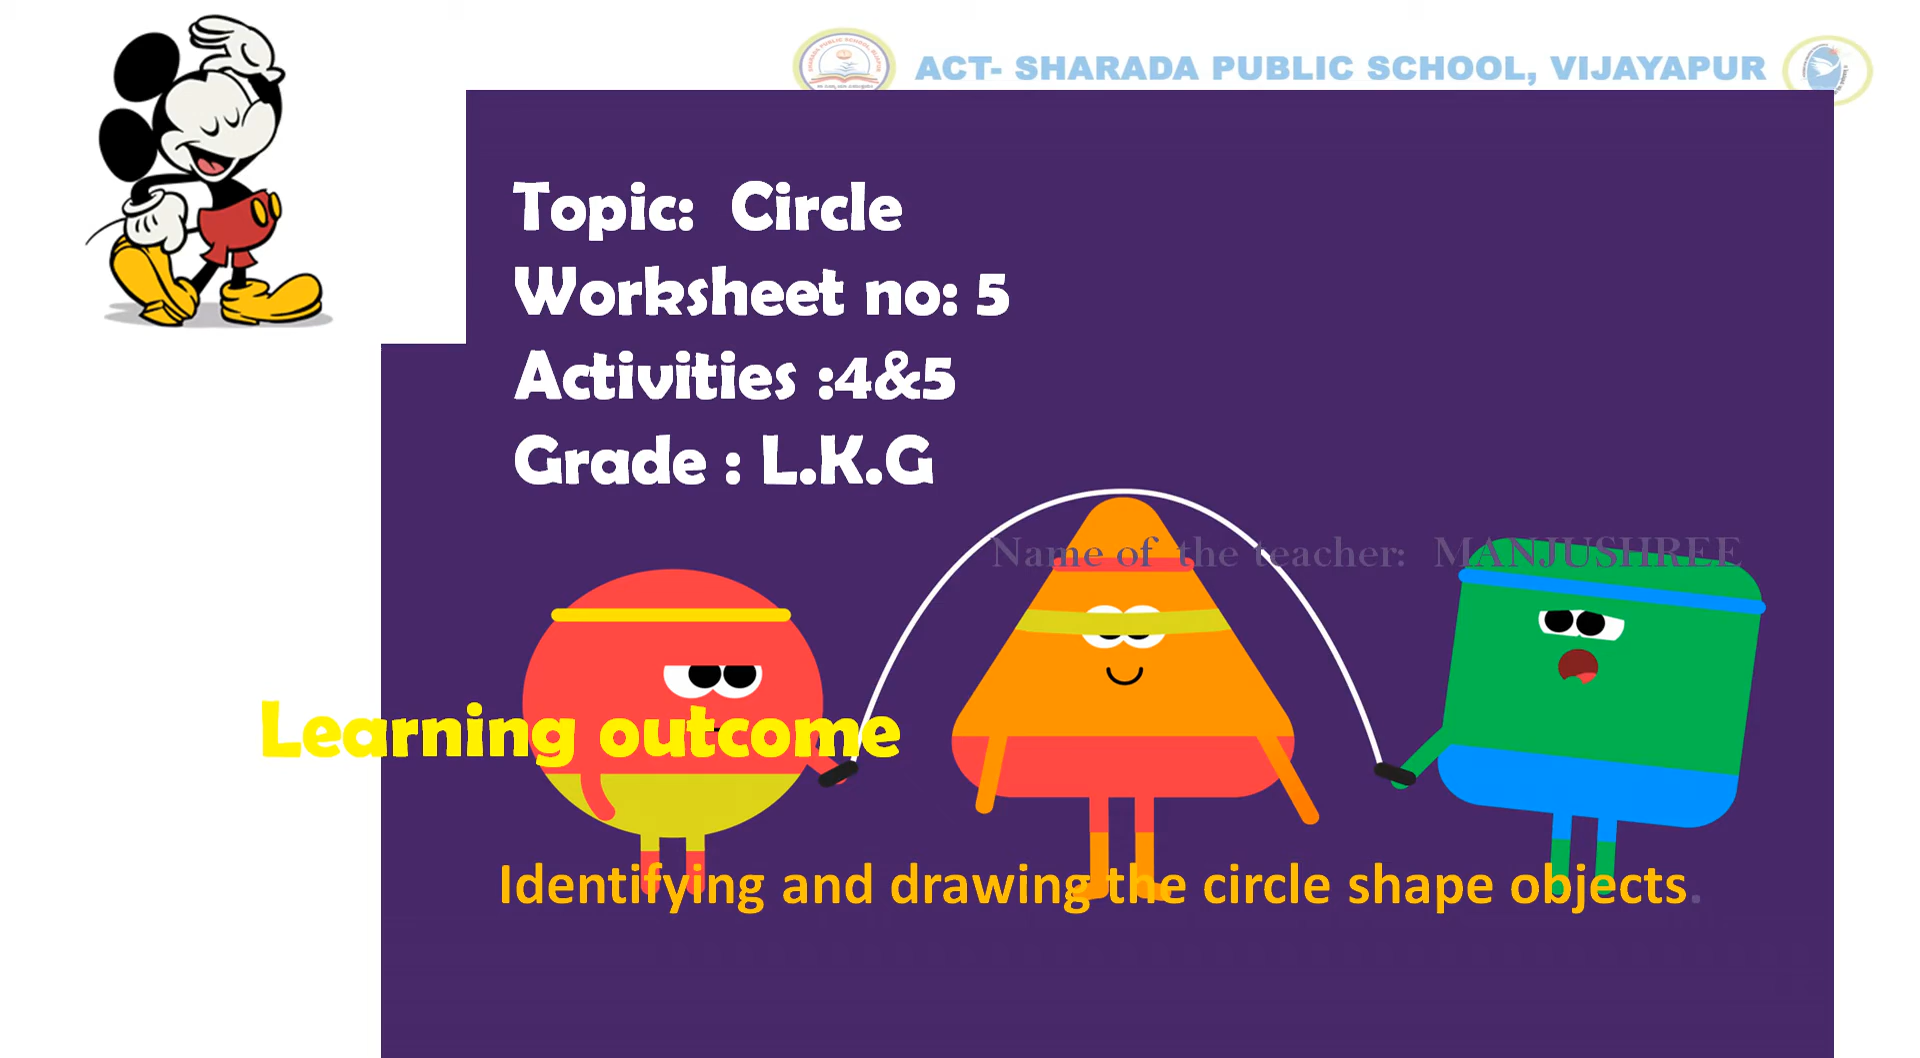 ACT- SHARADA PUBLIC SCHOOL, VIJAYAPUR
Topic:  Circle
Worksheet no: 5
Activities :4&5
Grade : L.K.G
Name of  the teacher:  MANJUSHREE
Learning outcome
Identifying and drawing the circle shape objects.